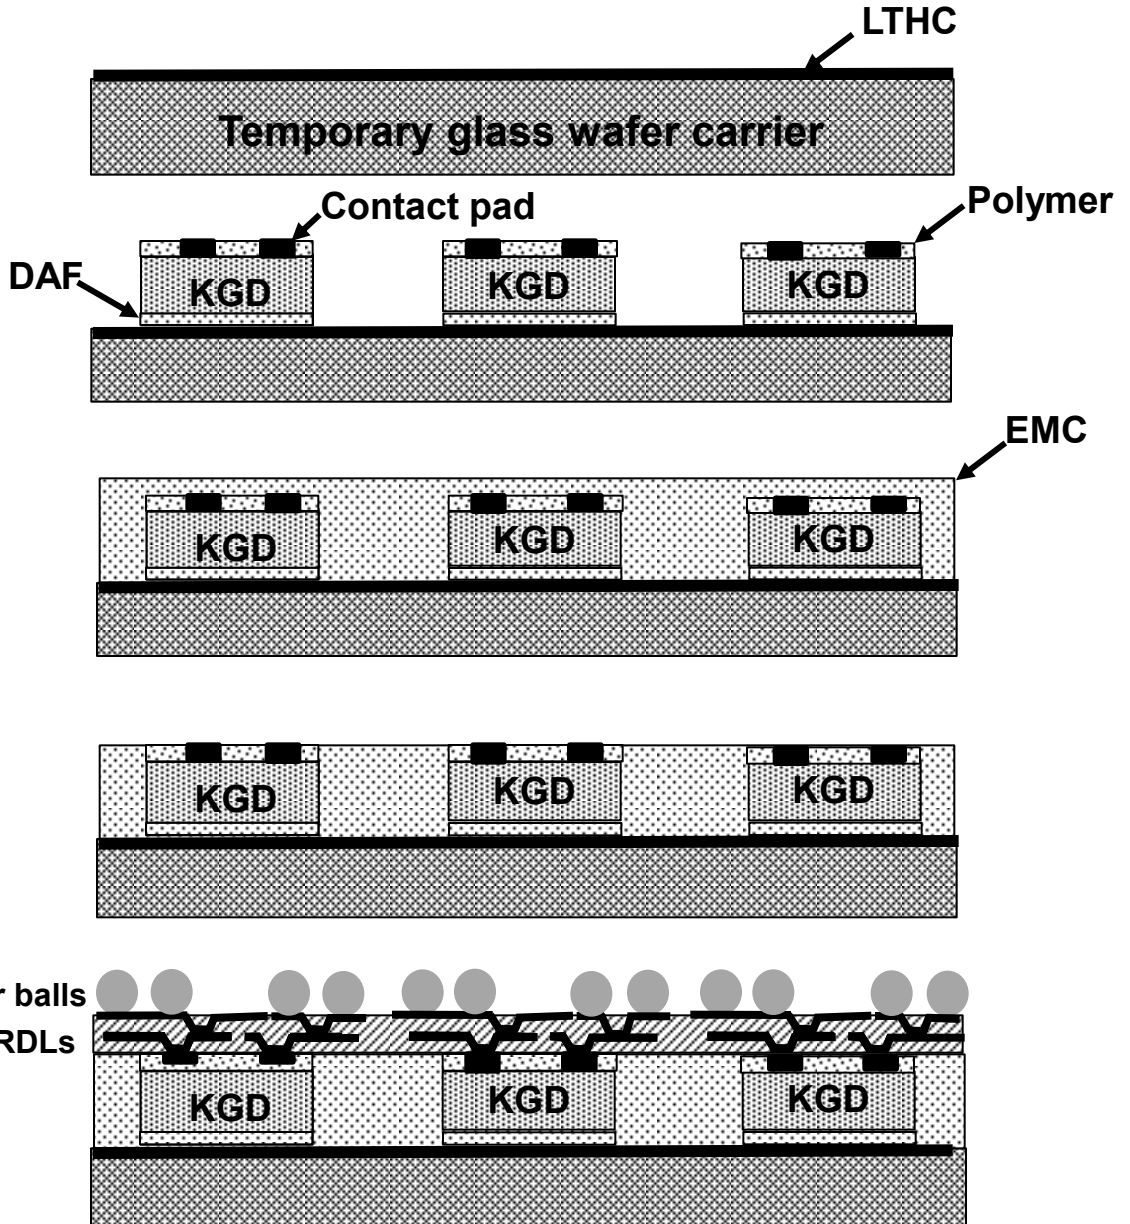 LTHC
Temporary glass wafer carrier
Contact pad
Polymer
DAF
KGD
KGD
KGD
EMC
KGD
KGD
KGD
KGD
KGD
KGD
r balls
RDLs
KGD
KGD
KGD